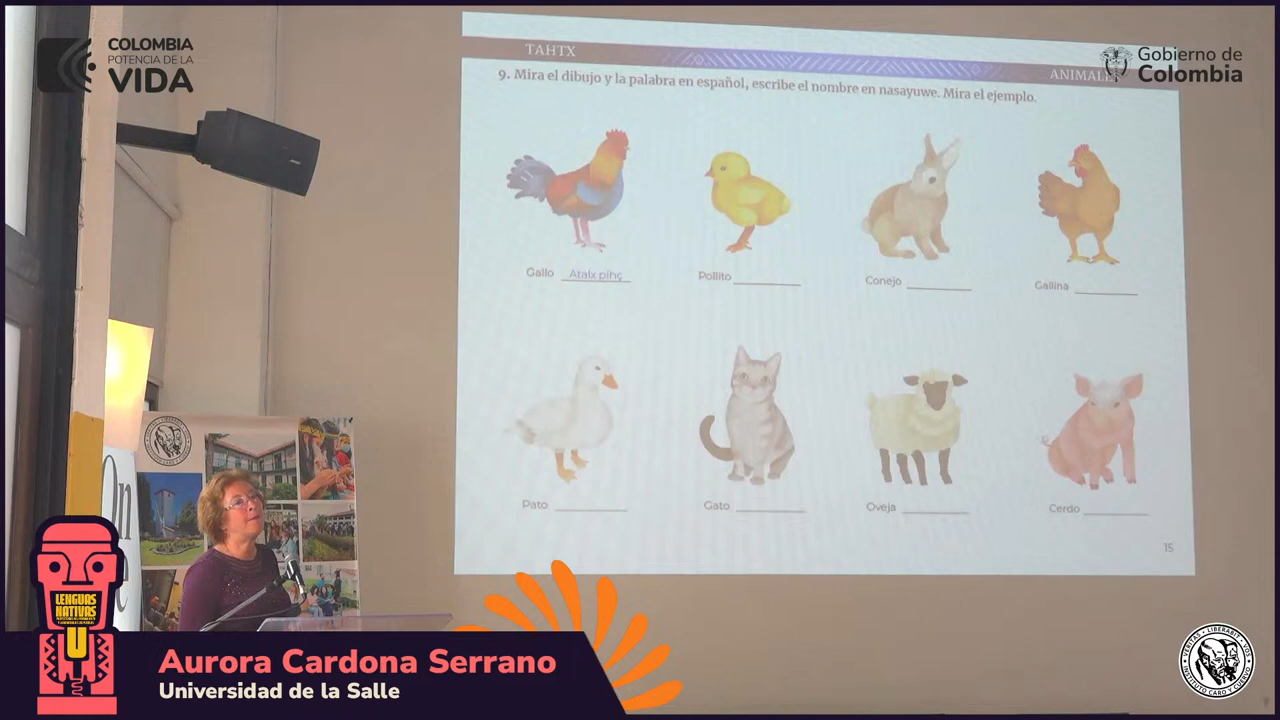 COLOMBIA
POTENCIA DE LA
VIDA
TAHTX
Gobierno de
Colombia
9. Mira el dibujo y la palabra en español, escribe el nombre en nasayuwe. Mira el ejemplo.
Gallo Atalx pihç
Pollito
Conejo
Gallina
Pato
Gato
Oveja
Cerdo
15
LENGUAS
NATIVAS
Aurora Cardona Serrano
Universidad de la Salle